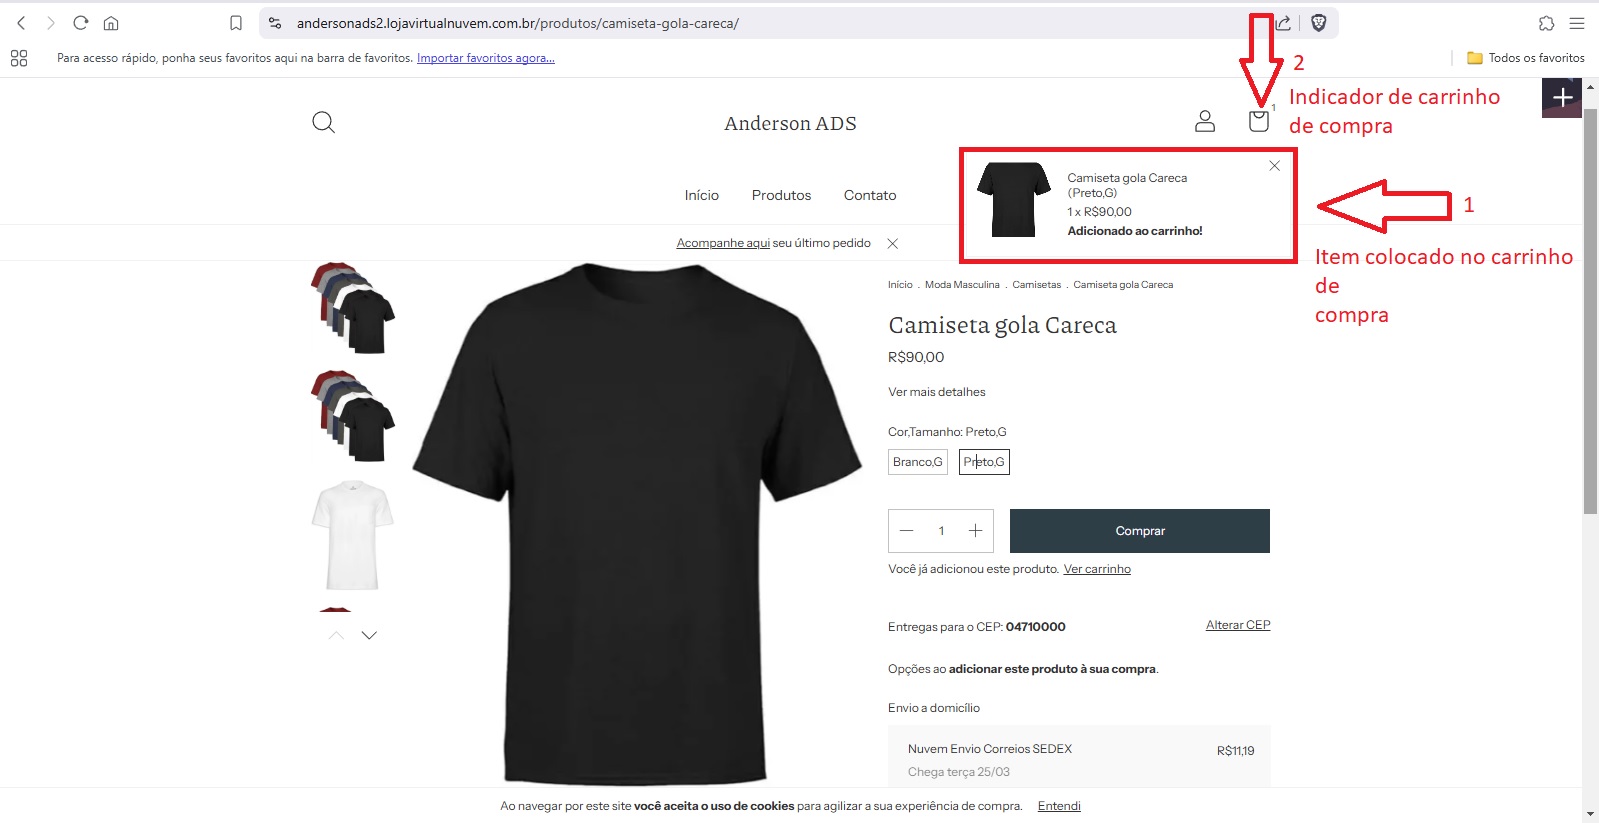 andersonads2.lojavirtualnuvem.com.br/produtos/camiseta-gola-careca/
Para acesso rápido, ponha seus favoritos aqui na barra de favoritos. Importar favoritos agora...
Todos os favoritos
2
Indicador de carrinho
de compra
Anderson ADS
1
Início
Produtos
Contato
Camiseta gola Careca
(Preto,G)
1 x R$90,00
Adicionado ao carrinho!
1
Item colocado no carrinho
de
compra
Acompanhe aqui seu último pedido
Início . Moda Masculina . Camisetas . Camiseta gola Careca
Camiseta gola Careca
R$90,00
Ver mais detalhes
Cor,Tamanho: Preto,G
Branco,G
Preto,G
1
Comprar
Você já adicionou este produto. Ver carrinho
Entregas para o CEP: 04710000
Alterar CEP
Opções ao adicionar este produto à sua compra.
Envio a domicílio
Nuvem Envio Correios SEDEX
R$11,19
Chega terça 25/03
Ao navegar por este site você aceita o uso de cookies para agilizar a sua experiência de compra. Entendi